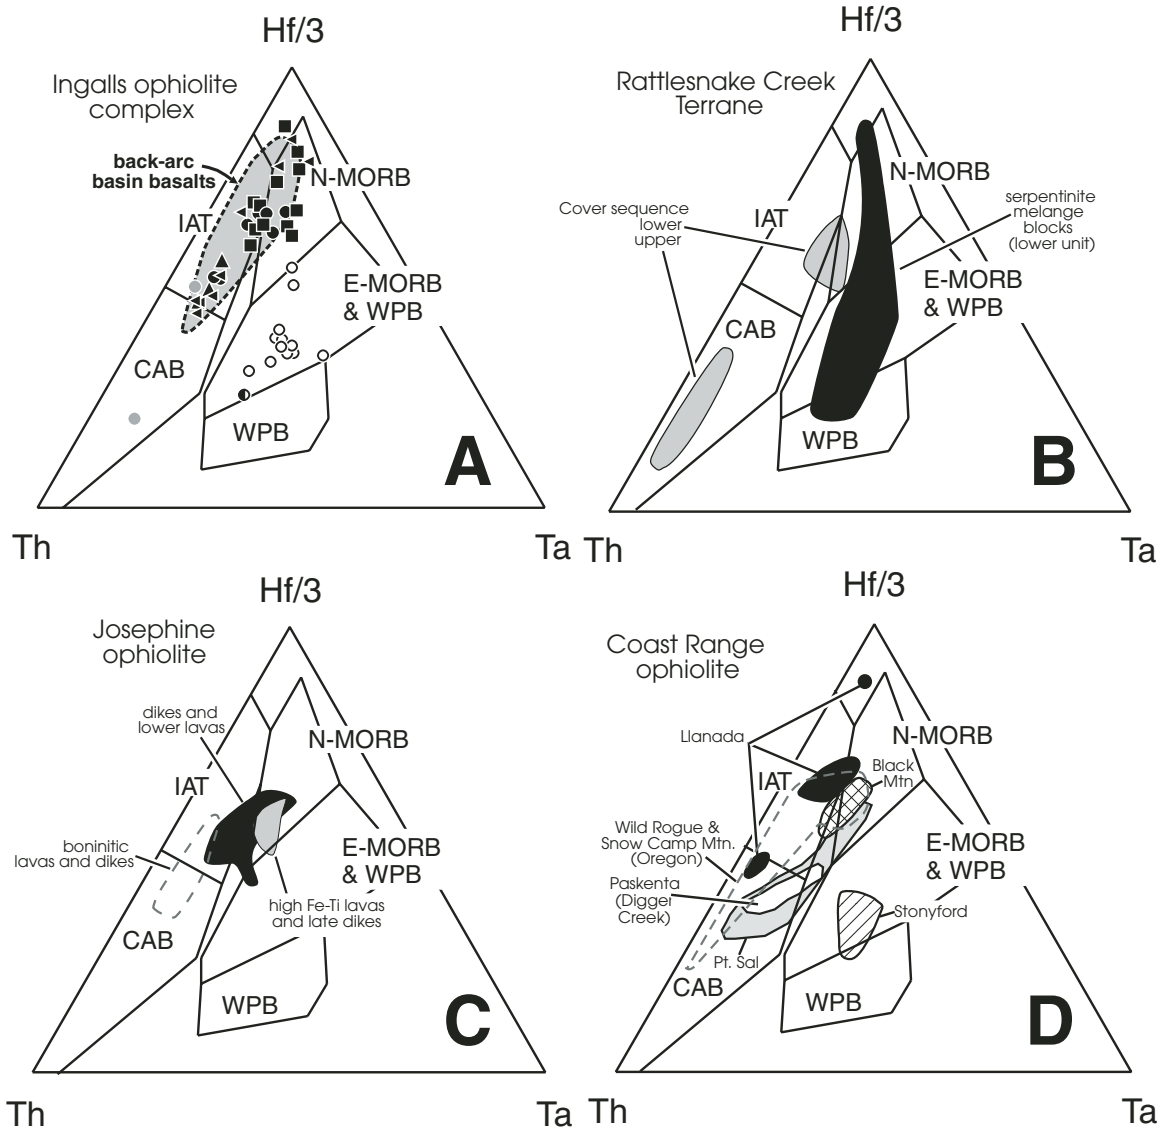 Hf/3
Ingalls ophiolite
complex
back-arc
basin basalts
N-MORB
IAT
E-MORB
& WPB
CAB
WPB
A
Th
Ta
Hf/3
Rattlesnake Creek
Terrane
N-MORB
Cover sequence
lower
upper
IAT
serpentinite
melange
blocks
(lower unit)
E-MORB
& WPB
CAB
WPB
B
Th
Ta
Hf/3
Josephine
ophiolite
dikes and
lower lavas
N-MORB
IAT
boninitic
lavas and dikes
E-MORB
& WPB
high Fe-Ti lavas
and late dikes
CAB
WPB
C
Th
Ta
Hf/3
Coast Range
ophiolite
Llanada
N-MORB
IAT
Black
Mtn
Wild Rogue &
Snow Camp Mtn.
(Oregon)
E-MORB
& WPB
Paskenta
(Digger
Creek)
Stonyford
Pt. Sal
CAB
WPB
D
Th
Ta